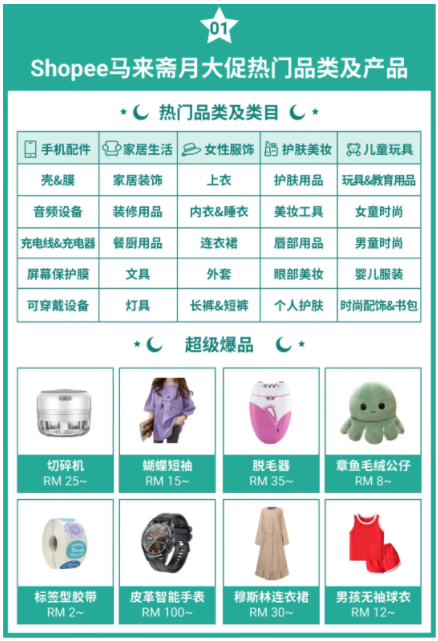 01
Shopee马来斋月大促热门品类及产品
热门品类及类目
手机配件 家居生活 女性服饰 护肤美妆 儿童玩具
壳&膜 家居装饰 上衣 护肤用品 玩具&教育用品
音频设备 装修用品 内衣&睡衣 美妆工具 女童时尚
充电线&充电器 餐厨用品 连衣裙 唇部用品 男童时尚
屏幕保护膜 文具 外套 眼部美妆 婴儿服装
可穿戴设备 灯具 长裤&短裤 个人护肤 时尚配饰&书包
超级爆品
切碎机 蝴蝶短袖 脱毛器 章鱼毛绒公仔
RM 25~ RM 15~ RM 35~ RM 8~
标签型胶带 皮革智能手表 穆斯林连衣裙 男孩无袖球衣
RM 2~ RM 100~ RM 30~ RM 12~